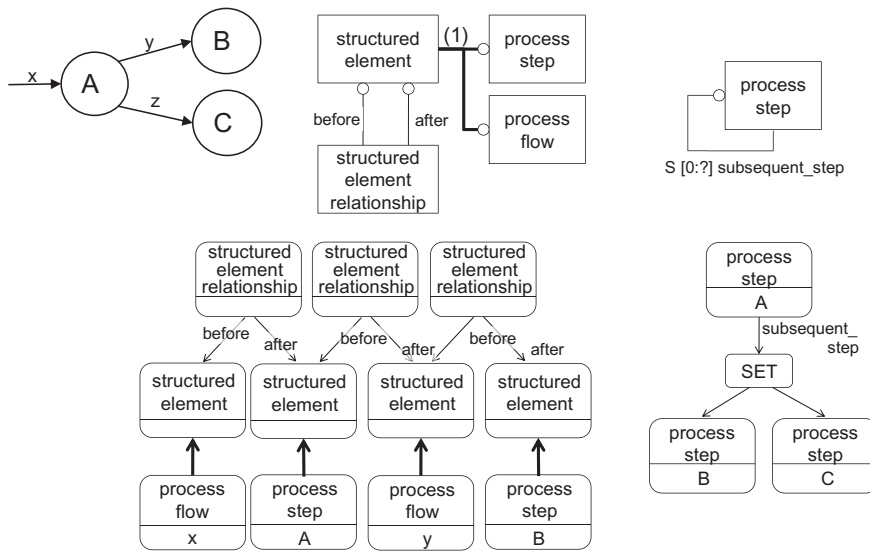 x
A
y
B
z
C
structured
element
(1)
process
step
process
flow
before
after
structured
element
relationship
process
step
S [0:?] subsequent_step
structured
element
relationship
structured
element
relationship
structured
element
relationship
before
after
before
after
before
after
structured
element
structured
element
structured
element
structured
element
process
flow
x
process
step
A
process
flow
y
process
step
B
process
step
A
subsequent_
step
SET
process
step
B
process
step
C